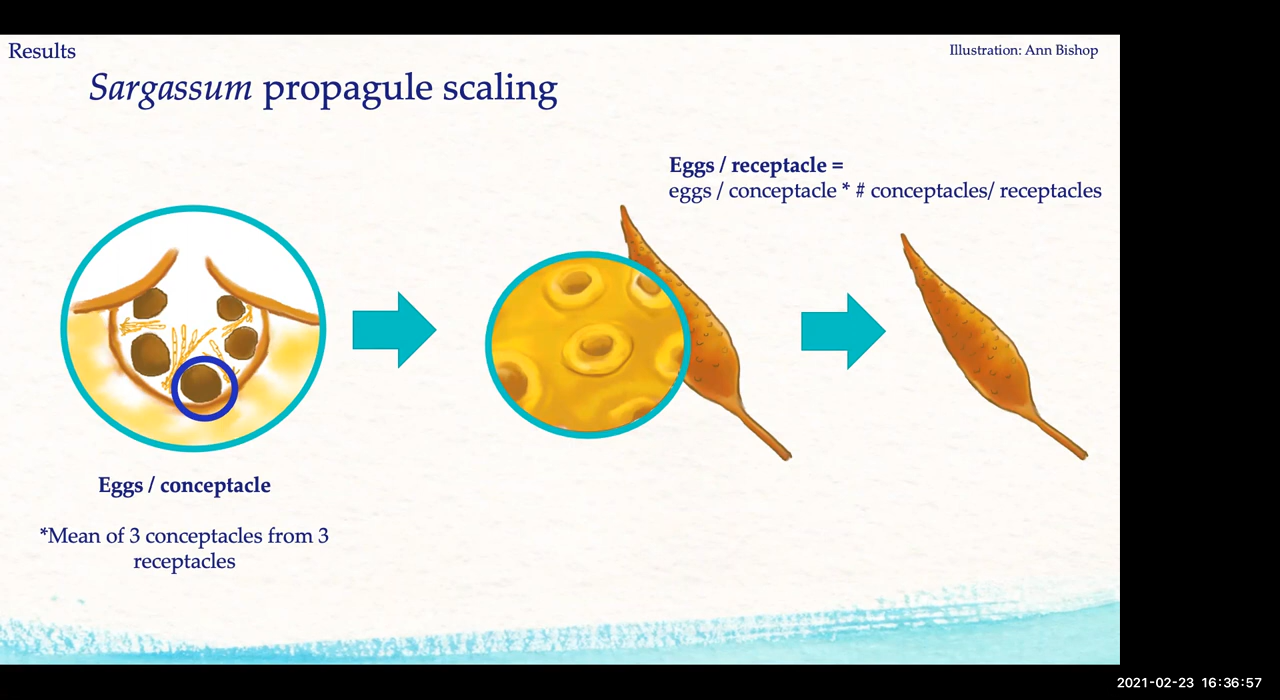 Results
Illustration: Ann Bishop
Sargassum propagule scaling
Eggs / receptacle =
eggs / conceptacle * # conceptacles/ receptacles
Eggs / conceptacle
*Mean of 3 conceptacles from 3
receptacles
2021-02-23 16:36:57